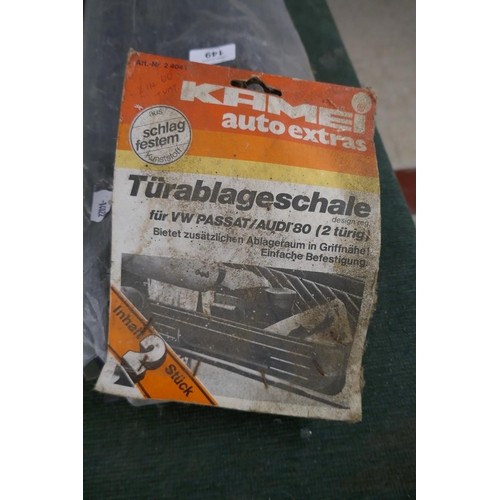 149
Art.-Nr. 2 404
KAMEI
auto extras
aus
schlag
festem
Kunststoff
Türablageschale
design reg.
für VW PASSAT/AUDI'80 (2 türig)
Bietet zusätzlichen Ablageraum in Griffnähe!
Einfache Befestigung.
Inhalt
2
Stück